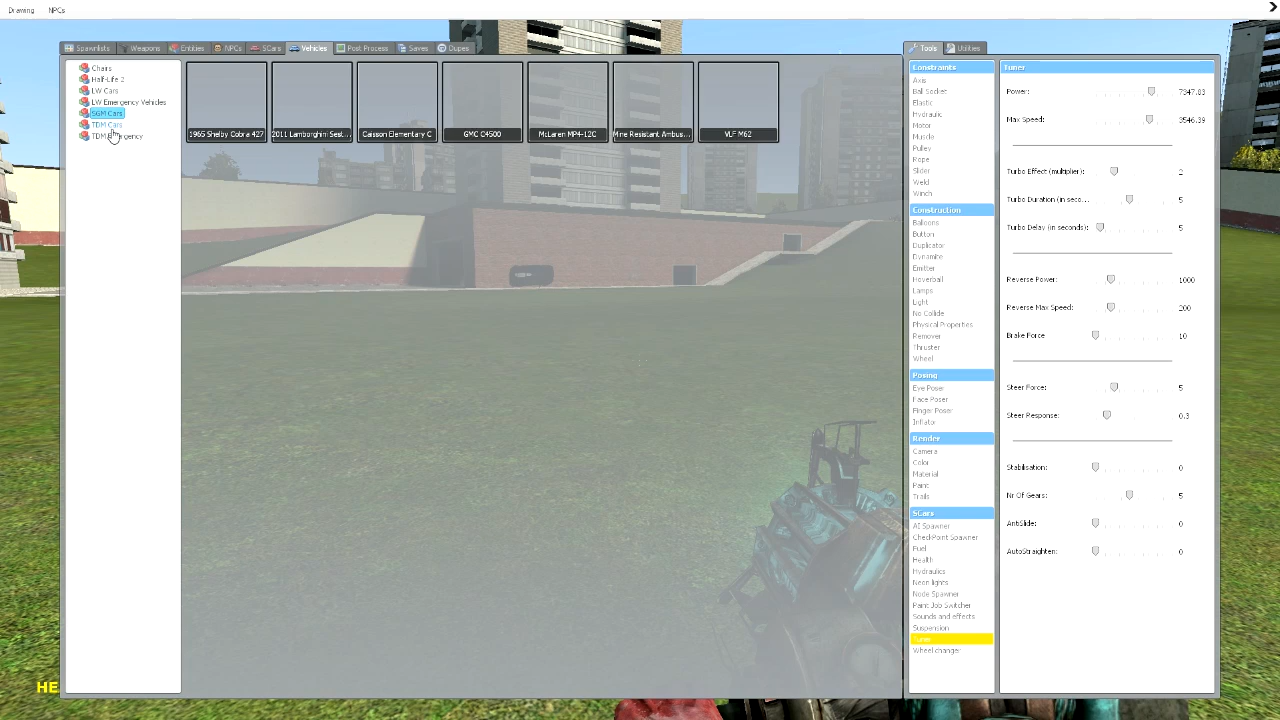 Drawing NPCs
Spawnlists Weapons Entities NPCs SCars Vehicles Post Process Saves Dupes
Chairs
Half-Life 2
LW Cars
LW Emergency Vehicles
SGM Cars
TDM Cars
TDM Emergency
1965 Shelby Cobra 427
2011 Lamborghini Sest...
Caisson Elementary C
GMC C4500
McLaren MP4-12C
Mine Resistant Ambus...
VLF M62
HE
Tools Utilities
Constraints
Axis
Ball Socket
Elastic
Hydraulic
Motor
Muscle
Pulley
Rope
Slider
Weld
Winch
Construction
Balloons
Button
Duplicator
Dynamite
Emitter
Hoverball
Lamps
Light
No Collide
Physical Properties
Remover
Thruster
Wheel
Posing
Eye Poser
Face Poser
Finger Poser
Inflator
Render
Camera
Color
Material
Paint
Trails
SCars
AI Spawner
CheckPoint Spawner
Fuel
Health
Hydraulics
Neon lights
Node Spawner
Paint Job Switcher
Sounds and effects
Suspension
Tuner
Wheel changer
Tuner
Power: 7347.03
Max Speed: 3546.39
Turbo Effect (multiplier): 2
Turbo Duration (in seco... 5
Turbo Delay (in seconds): 5
Reverse Power: 1000
Reverse Max Speed: 200
Brake Force 10
Steer Force: 5
Steer Response: 0.3
Stabilisation: 0
Nr Of Gears: 5
AntiSlide: 0
AutoStraighten: 0